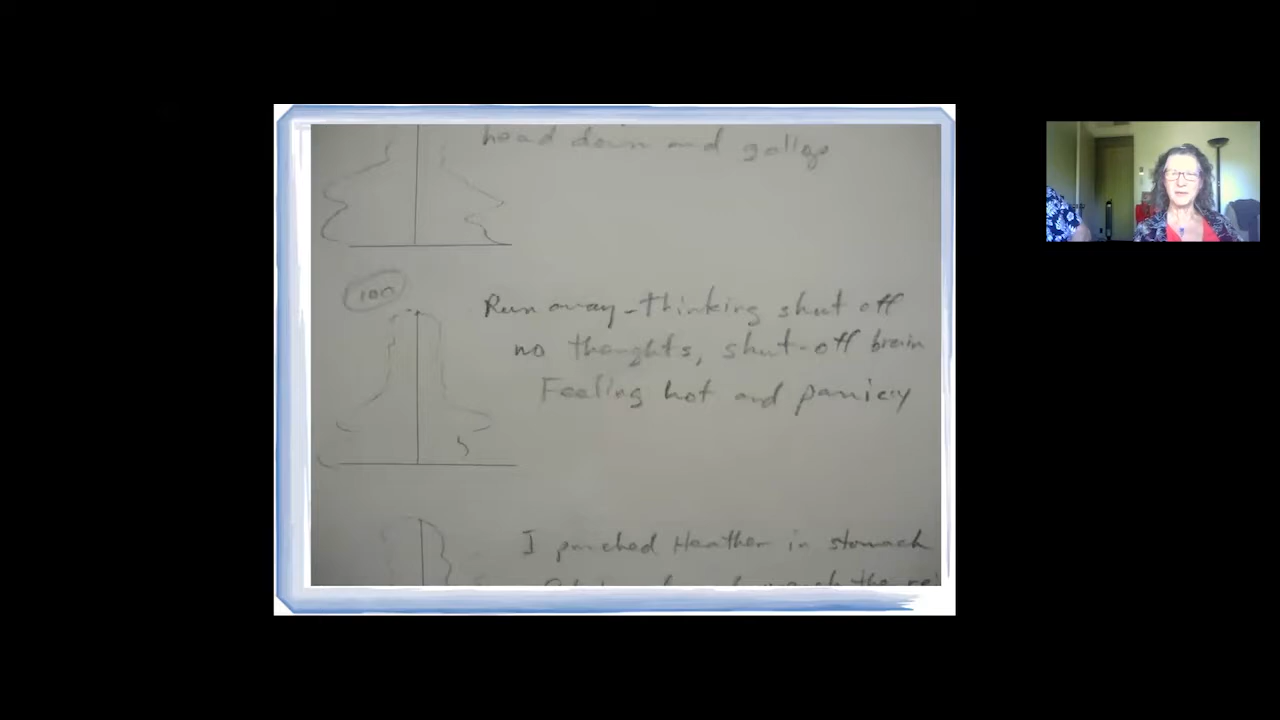 head down and gallop
100
Run away - thinking shut off
no thoughts, shut-off brain
Feeling hot and panicky
I punched Heather in stomach
the